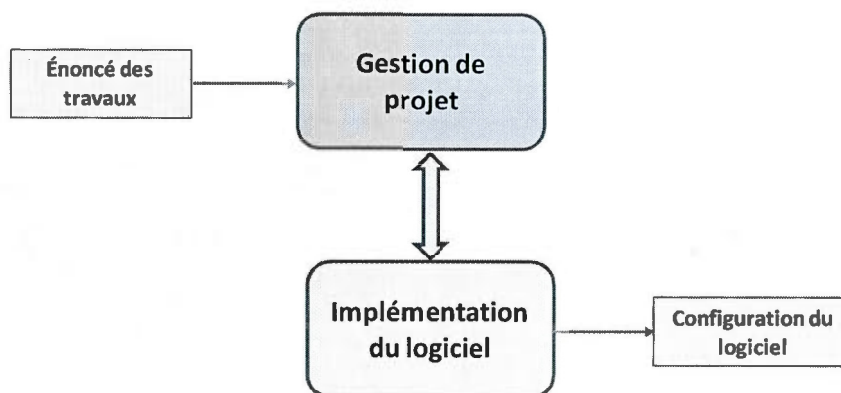 Énoncé des
travaux
Gestion de
projet
Implémentation
du logiciel
Configuration du
logiciel